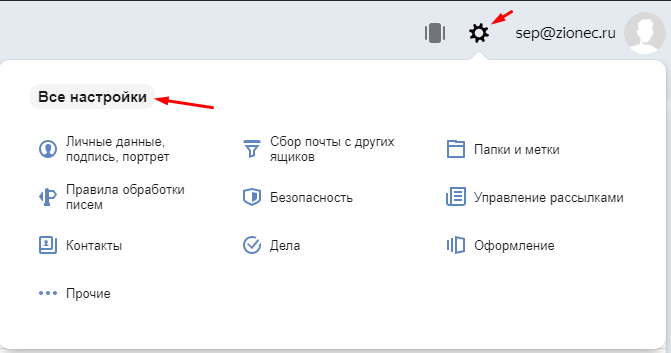 sep@zionec.ru
Все настройки
Личные данные,
подпись, портрет
Сбор почты с других
ящиков
Папки и метки
Правила обработки
писем
Безопасность
Управление рассылками
Контакты
Дела
Оформление
Прочие